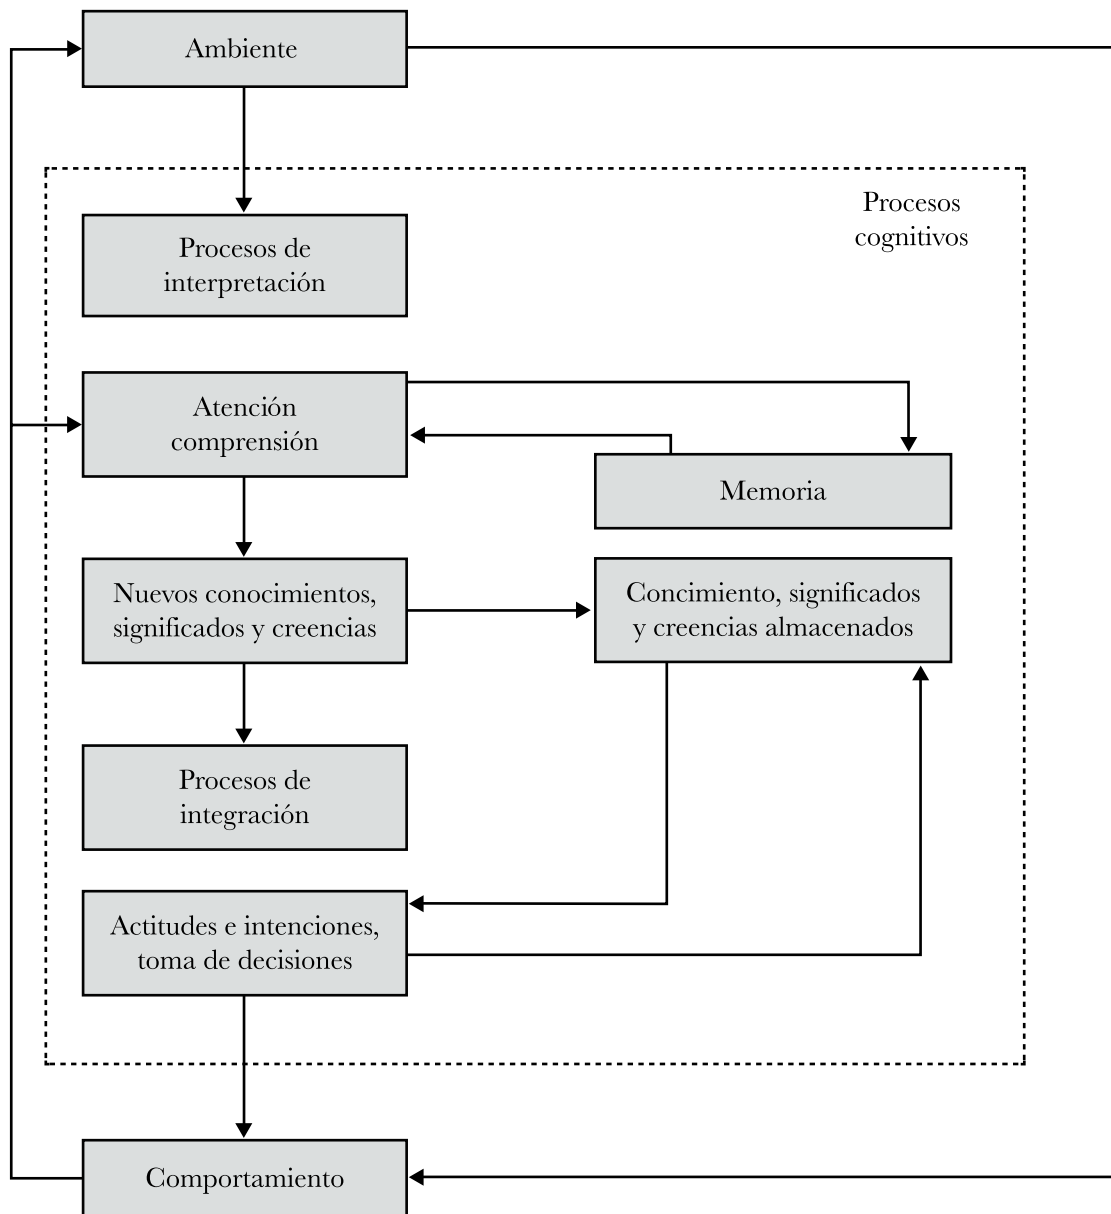 Ambiente
Procesos
cognitivos
Procesos de
interpretación
Atención
comprensión
Memoria
Nuevos conocimientos,
significados y creencias
Concimiento, significados
y creencias almacenados
Procesos de
integración
Actitudes e intenciones,
toma de decisiones
Comportamiento